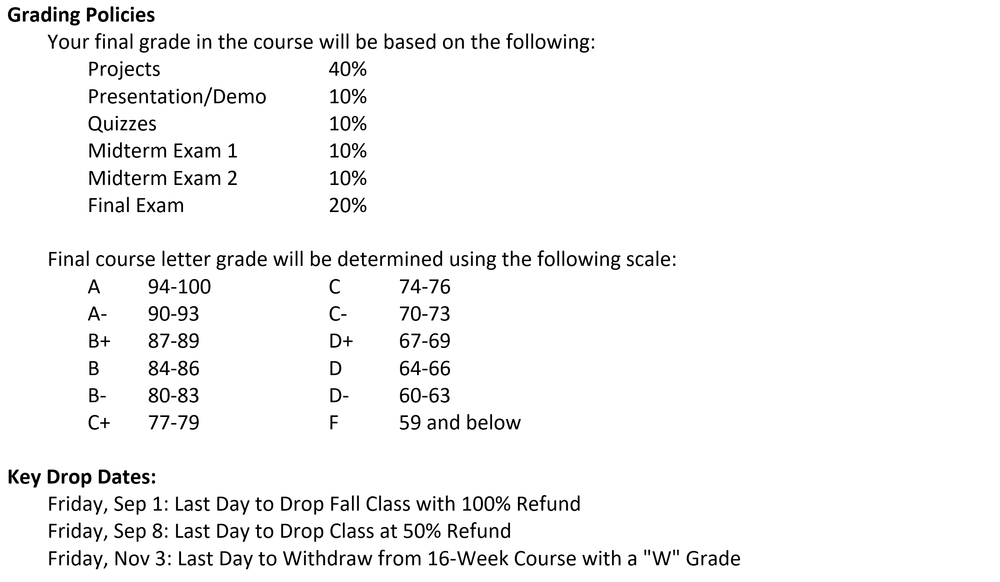 Grading Policies
Your final grade in the course will be based on the following:
Projects 40%
Presentation/Demo 10%
Quizzes 10%
Midterm Exam 1 10%
Midterm Exam 2 10%
Final Exam 20%
Final course letter grade will be determined using the following scale:
A 94-100 C 74-76
A- 90-93 C- 70-73
B+ 87-89 D+ 67-69
B 84-86 D 64-66
B- 80-83 D- 60-63
C+ 77-79 F 59 and below
Key Drop Dates:
Friday, Sep 1: Last Day to Drop Fall Class with 100% Refund
Friday, Sep 8: Last Day to Drop Class at 50% Refund
Friday, Nov 3: Last Day to Withdraw from 16-Week Course with a "W" Grade